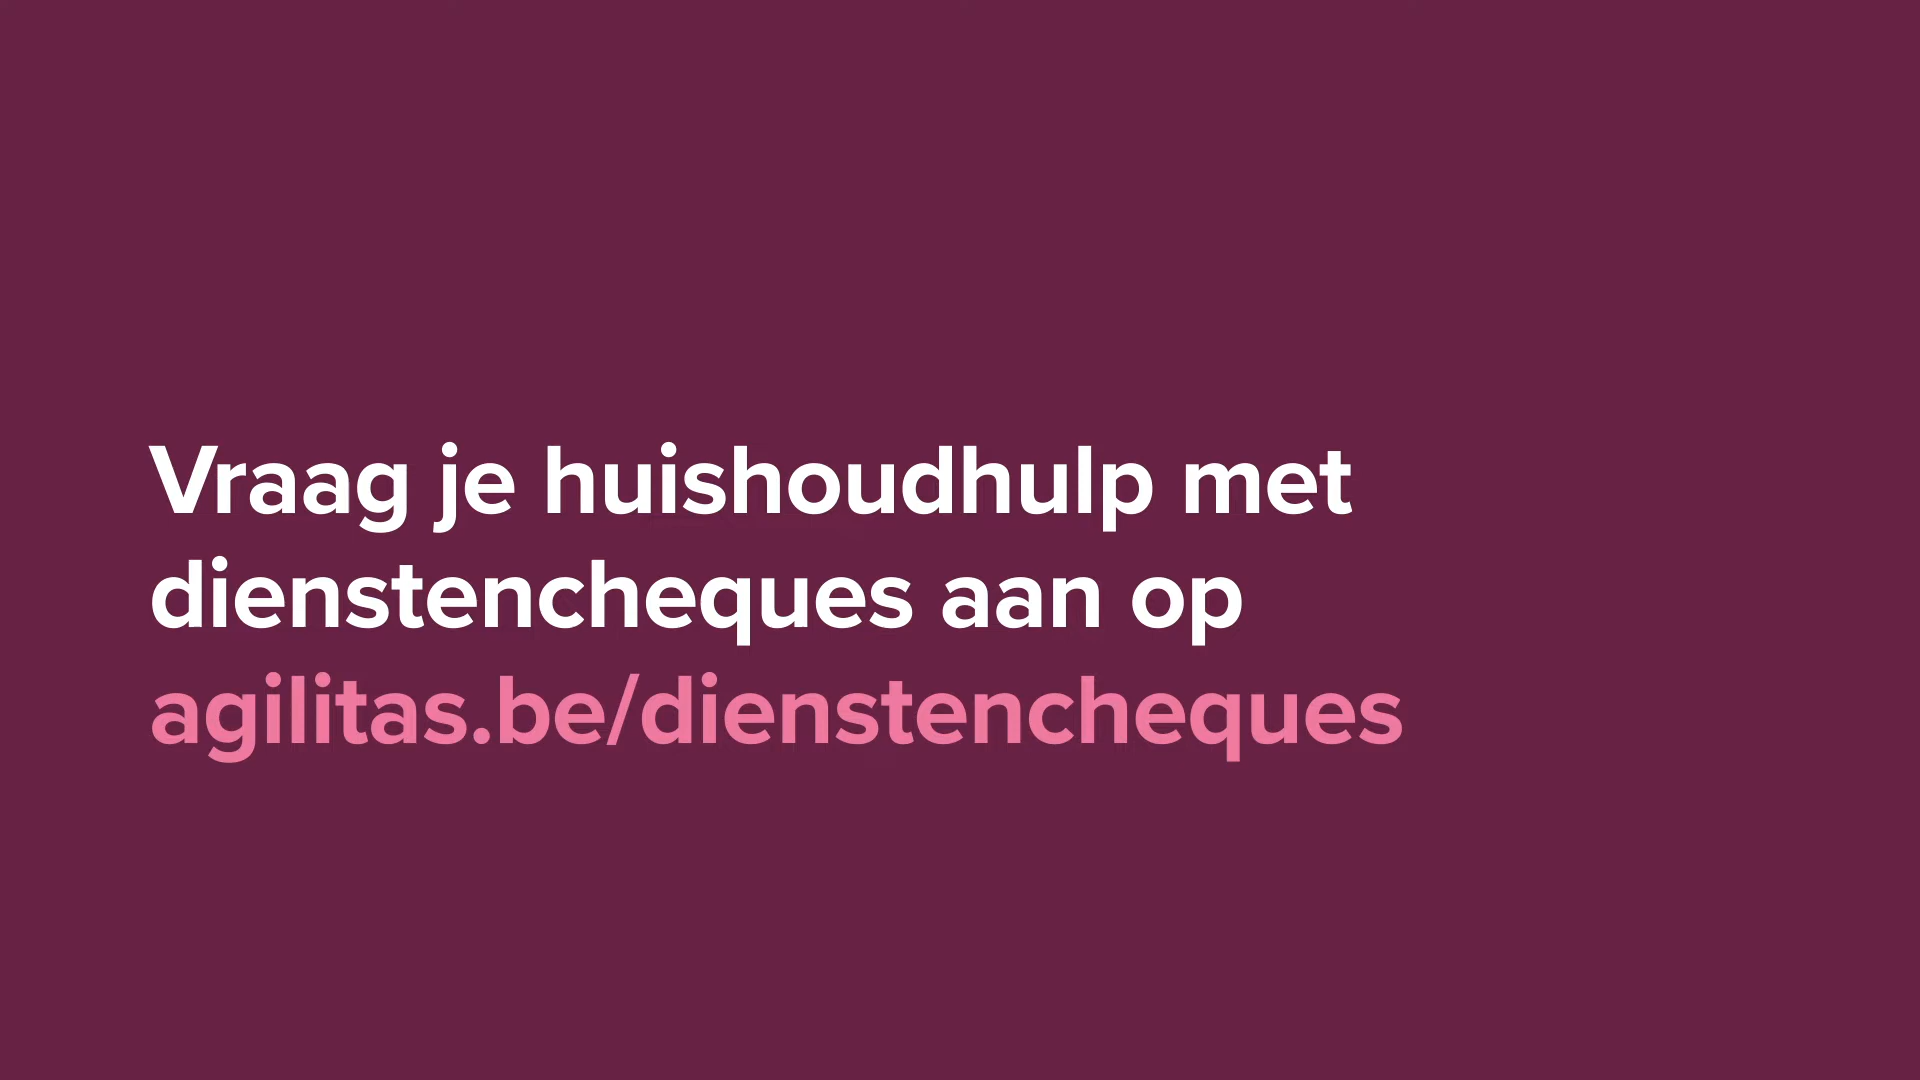 Vraag je huishoudhulp met
dienstencheques aan op
agilitas.be/dienstencheques